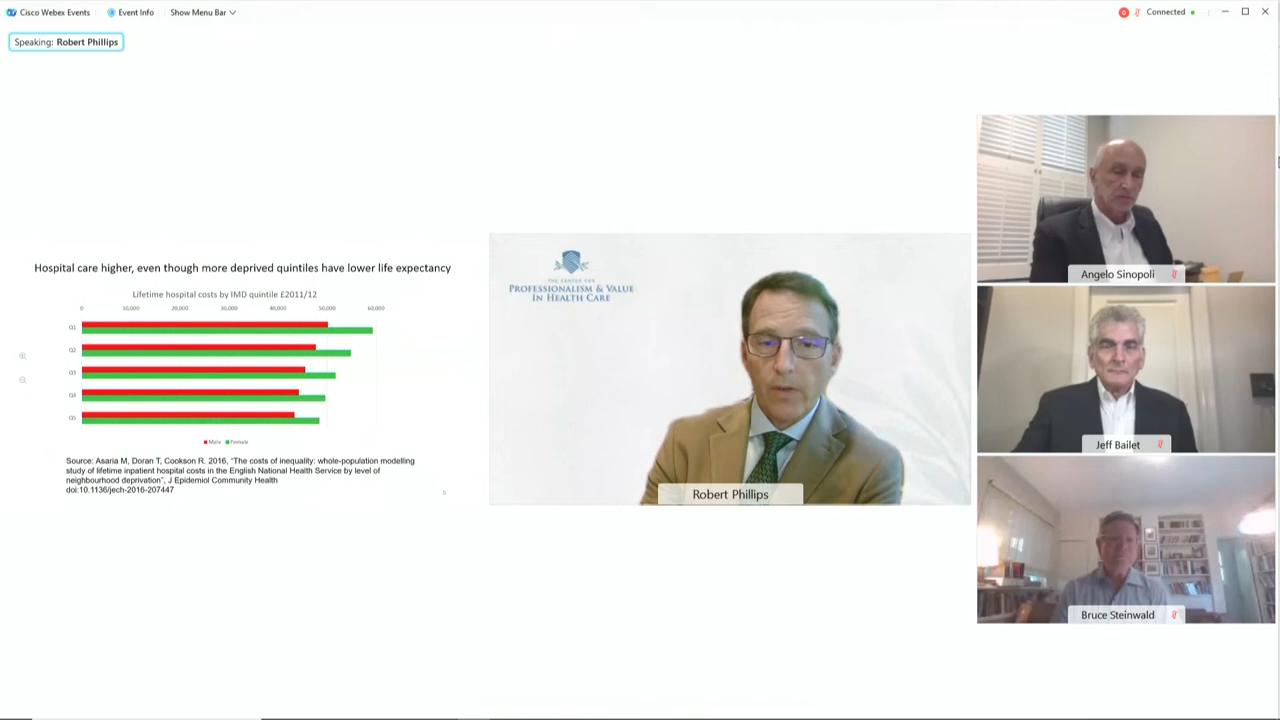 Cisco Webex Events
Event Info
Show Menu Bar
Connected
Speaking: Robert Phillips
Hospital care higher, even though more deprived quintiles have lower life expectancy
Lifetime hospital costs by IMD quintile £2011/12
0 10,000 20,000 30,000 40,000 50,000 60,000
Q1
Q2
Q3
Q4
Q5
Male Female
Source: Asaria M, Doran T, Cookson R. 2016, "The costs of inequality: whole-population modelling
study of lifetime inpatient hospital costs in the English National Health Service by level of
neighbourhood deprivation", J Epidemiol Community Health
doi:10.1136/jech-2016-207447
5
THE CENTER FOR
PROFESSIONALISM & VALUE
IN HEALTH CARE
Robert Phillips
Angelo Sinopoli
Jeff Bailet
Bruce Steinwald